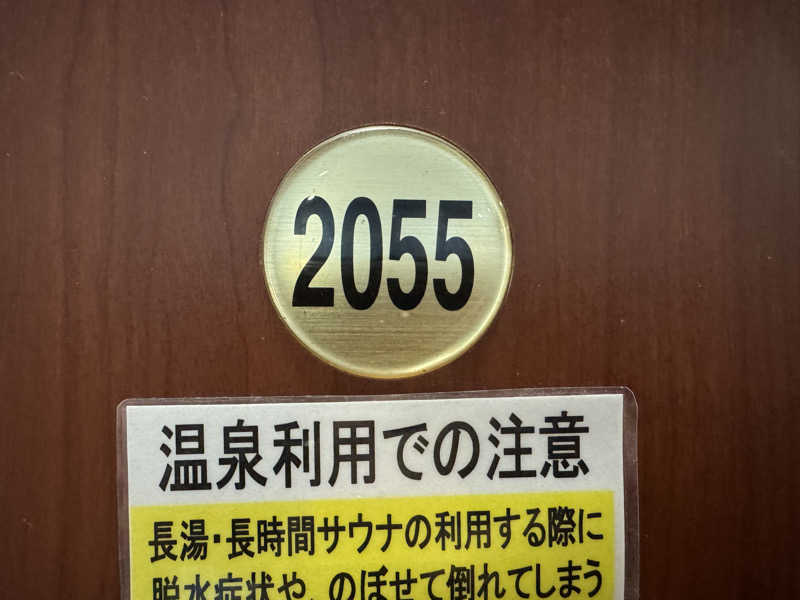 2055
温泉利用での注意
長湯・長時間サウナの利用する際に
脱水症状や、のぼせて倒れてしまう